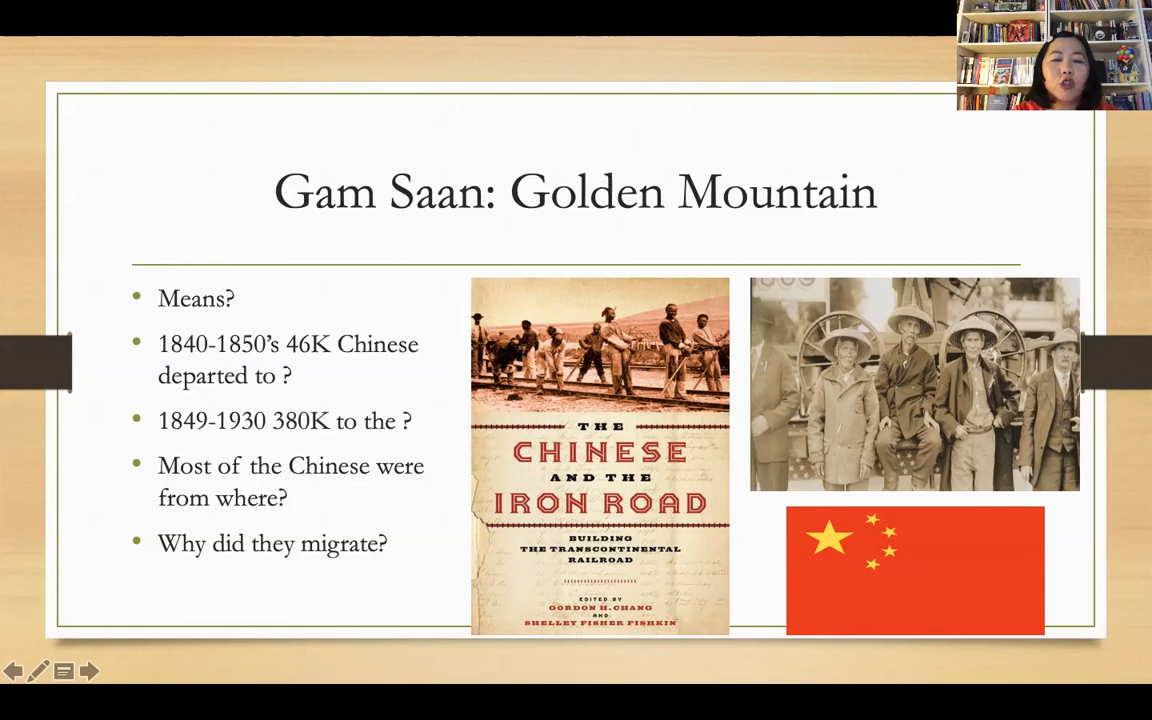 Gam Saan: Golden Mountain
• Means?
• 1840-1850’s 46K Chinese
departed to ?
• 1849-1930 380K to the ?
• Most of the Chinese were
from where?
• Why did they migrate?
THE
CHINESE
AND THE
IRON ROAD
BUILDING
THE TRANSCONTINENTAL
RAILROAD
EDITED BY
GORDON H. CHANG
AND
SHELLEY FISHER FISHKIN